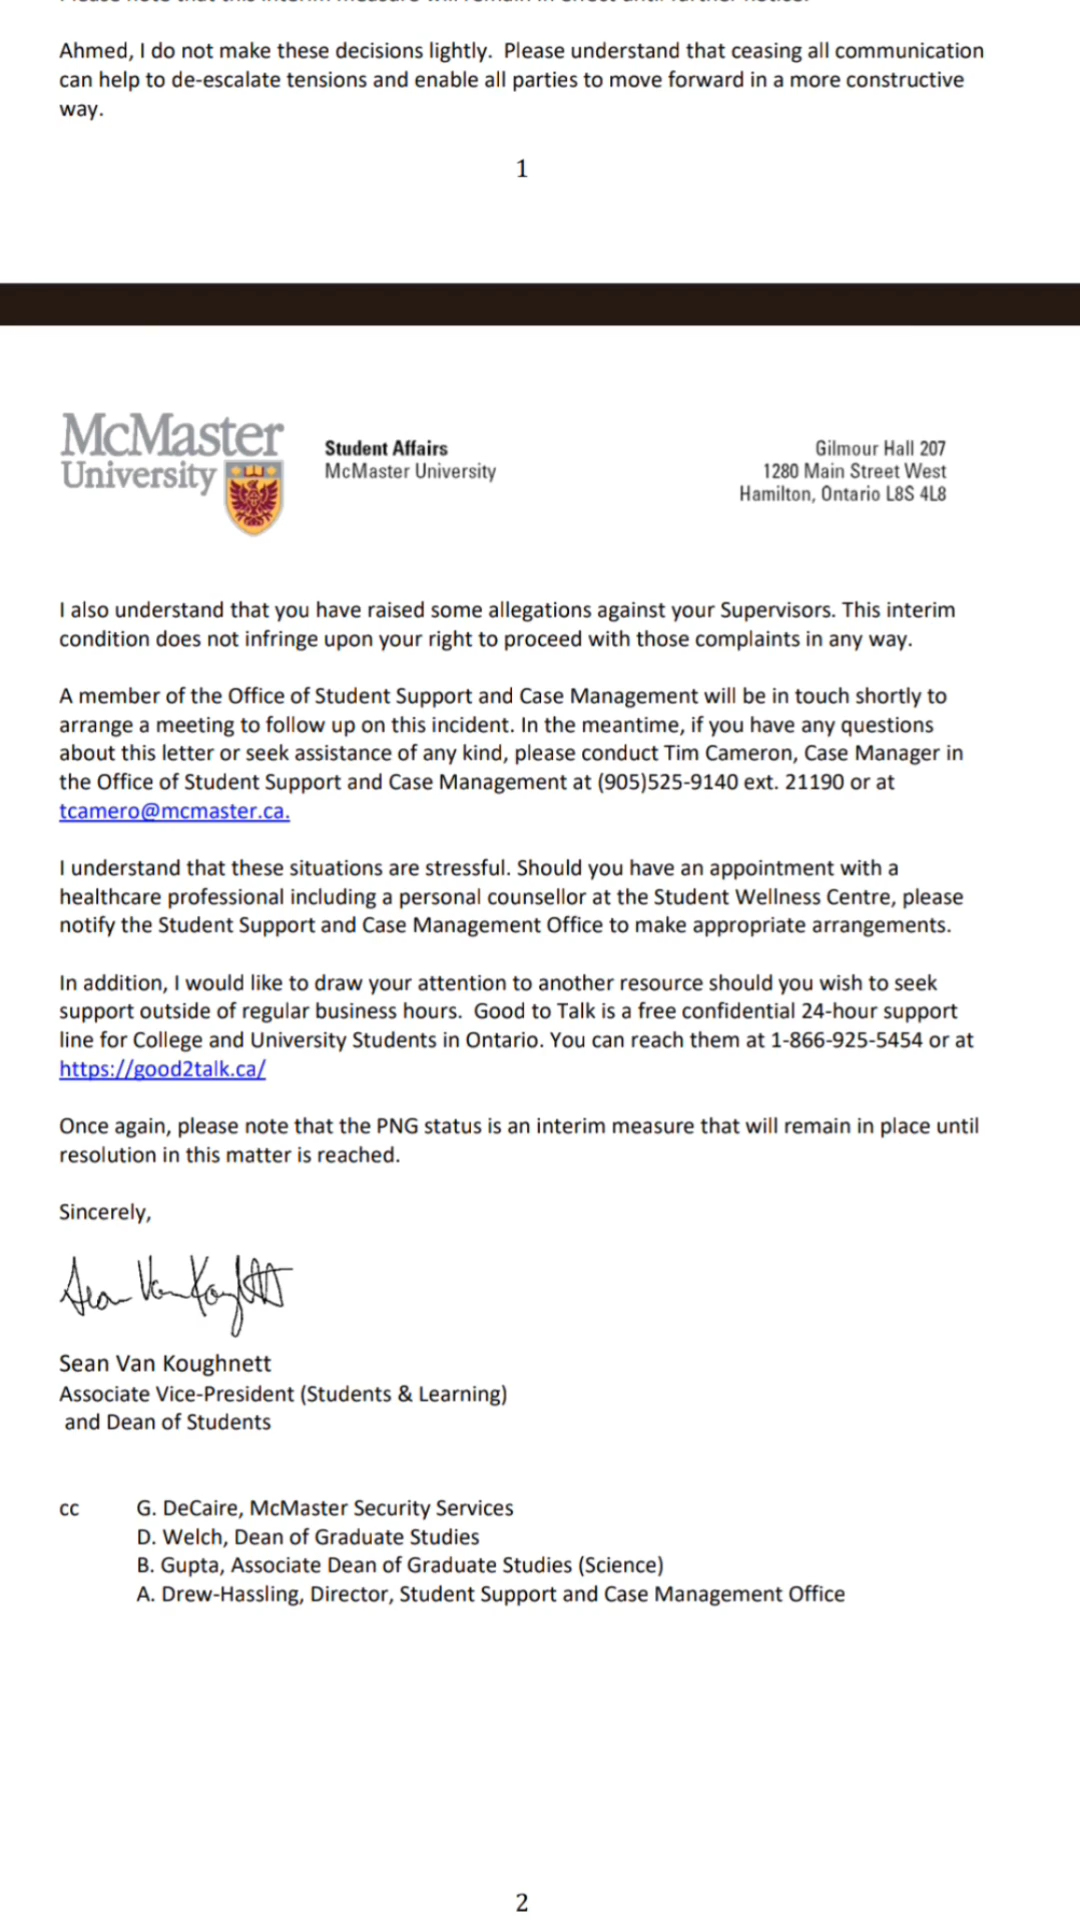 Ahmed, I do not make these decisions lightly.  Please understand that ceasing all communication
can help to de-escalate tensions and enable all parties to move forward in a more constructive
way.
1
McMaster
University
Student Affairs
McMaster University
Gilmour Hall 207
1280 Main Street West
Hamilton, Ontario L8S 4L8
I also understand that you have raised some allegations against your Supervisors. This interim
condition does not infringe upon your right to proceed with those complaints in any way.
A member of the Office of Student Support and Case Management will be in touch shortly to
arrange a meeting to follow up on this incident. In the meantime, if you have any questions
about this letter or seek assistance of any kind, please conduct Tim Cameron, Case Manager in
the Office of Student Support and Case Management at (905)525-9140 ext. 21190 or at
tcamero@mcmaster.ca.
I understand that these situations are stressful. Should you have an appointment with a
healthcare professional including a personal counsellor at the Student Wellness Centre, please
notify the Student Support and Case Management Office to make appropriate arrangements.
In addition, I would like to draw your attention to another resource should you wish to seek
support outside of regular business hours.  Good to Talk is a free confidential 24-hour support
line for College and University Students in Ontario. You can reach them at 1-866-925-5454 or at
https://good2talk.ca/
Once again, please note that the PNG status is an interim measure that will remain in place until
resolution in this matter is reached.
Sincerely,
Sean Van Koughnett
Sean Van Koughnett
Associate Vice-President (Students & Learning)
and Dean of Students
cc G. DeCaire, McMaster Security Services
D. Welch, Dean of Graduate Studies
B. Gupta, Associate Dean of Graduate Studies (Science)
A. Drew-Hassling, Director, Student Support and Case Management Office
2